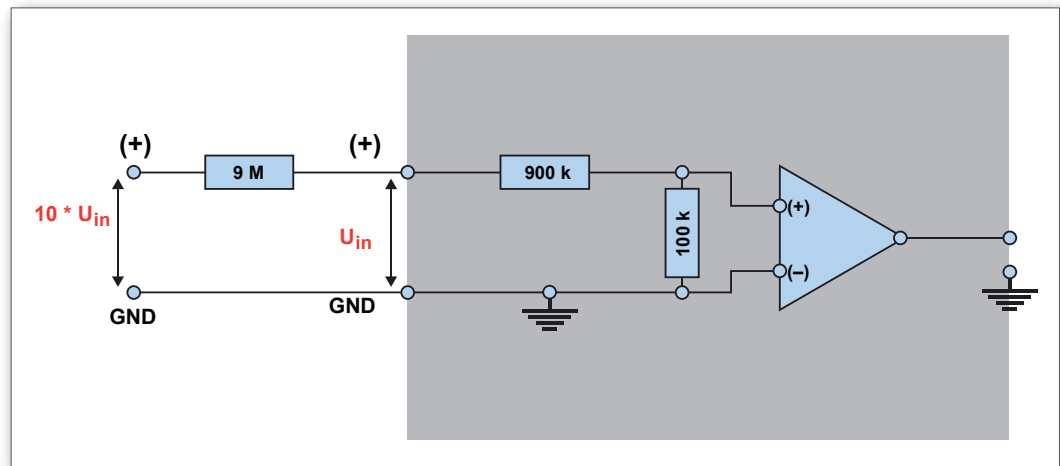 (+)
(+)
9 M
900 k
10 * Uin
Uin
100 k
(+)
(–)
GND
GND